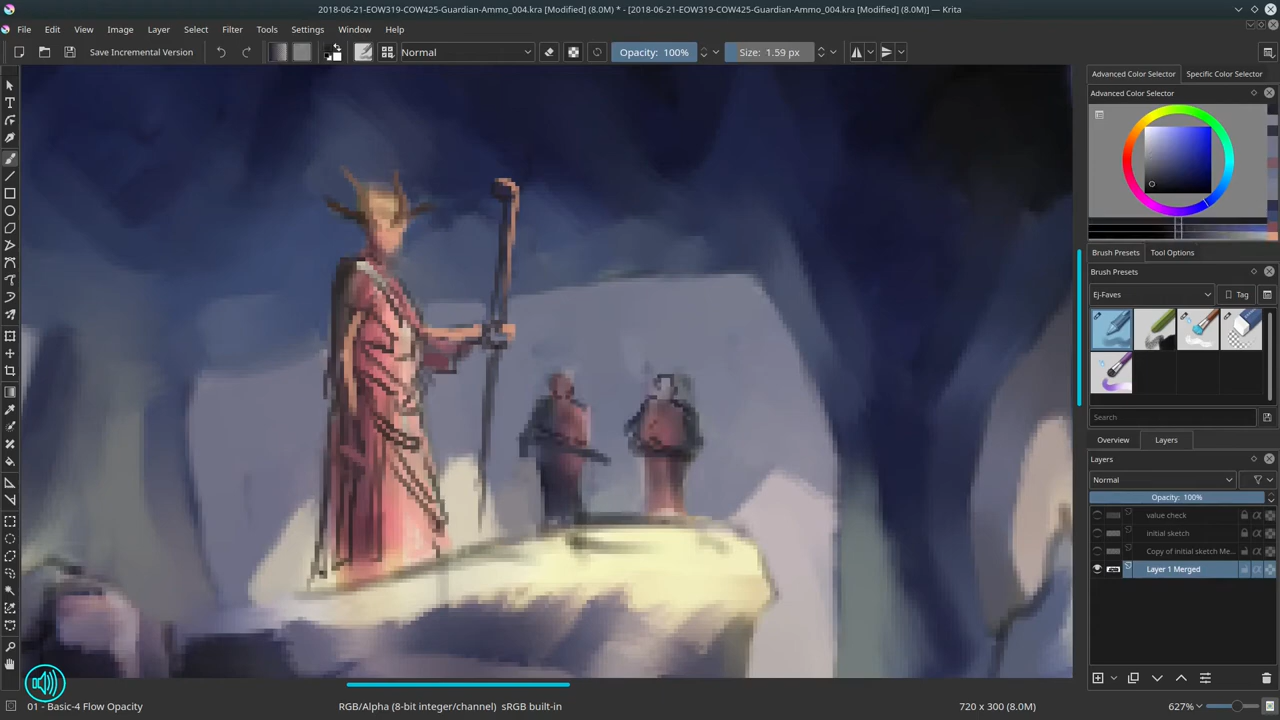 2018-06-21-EOW319-COW425-Guardian-Ammo_004.kra [Modified] (8.0M) * - [2018-06-21-EOW319-COW425-Guardian-Ammo_004.kra [Modified] (8.0M)] — Krita
File Edit View Image Layer Select Filter Tools Settings Window Help
Save Incremental Version
Normal
Opacity: 100%
Size: 1.59 px
Advanced Color Selector Specific Color Selector
Advanced Color Selector
Brush Presets Tool Options
Brush Presets
Ej-Faves
Tag
Search
Overview Layers
Layers
Normal
Opacity: 100%
value check
initial sketch
Copy of initial sketch Me...
Layer 1 Merged
01 - Basic-4 Flow Opacity
RGB/Alpha (8-bit integer/channel) sRGB built-in
720 x 300 (8.0M)
627%